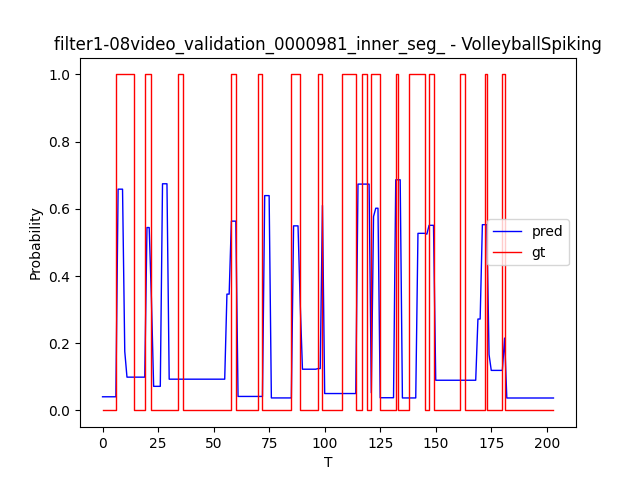 filter1-08video_validation_0000981_inner_seg_ - VolleyballSpiking
1.0
0.8
0.6
0.4
0.2
0.0
Probability
pred
gt
0 25 50 75 100 125 150 175 200
T